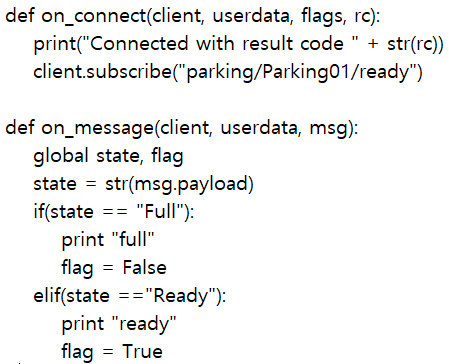 def on_connect(client, userdata, flags, rc):
    print("Connected with result code " + str(rc))
    client.subscribe("parking/Parking01/ready")

def on_message(client, userdata, msg):
    global state, flag
    state = str(msg.payload)
    if(state == "Full"):
        print "full"
        flag = False
    elif(state =="Ready"):
        print "ready"
        flag = True